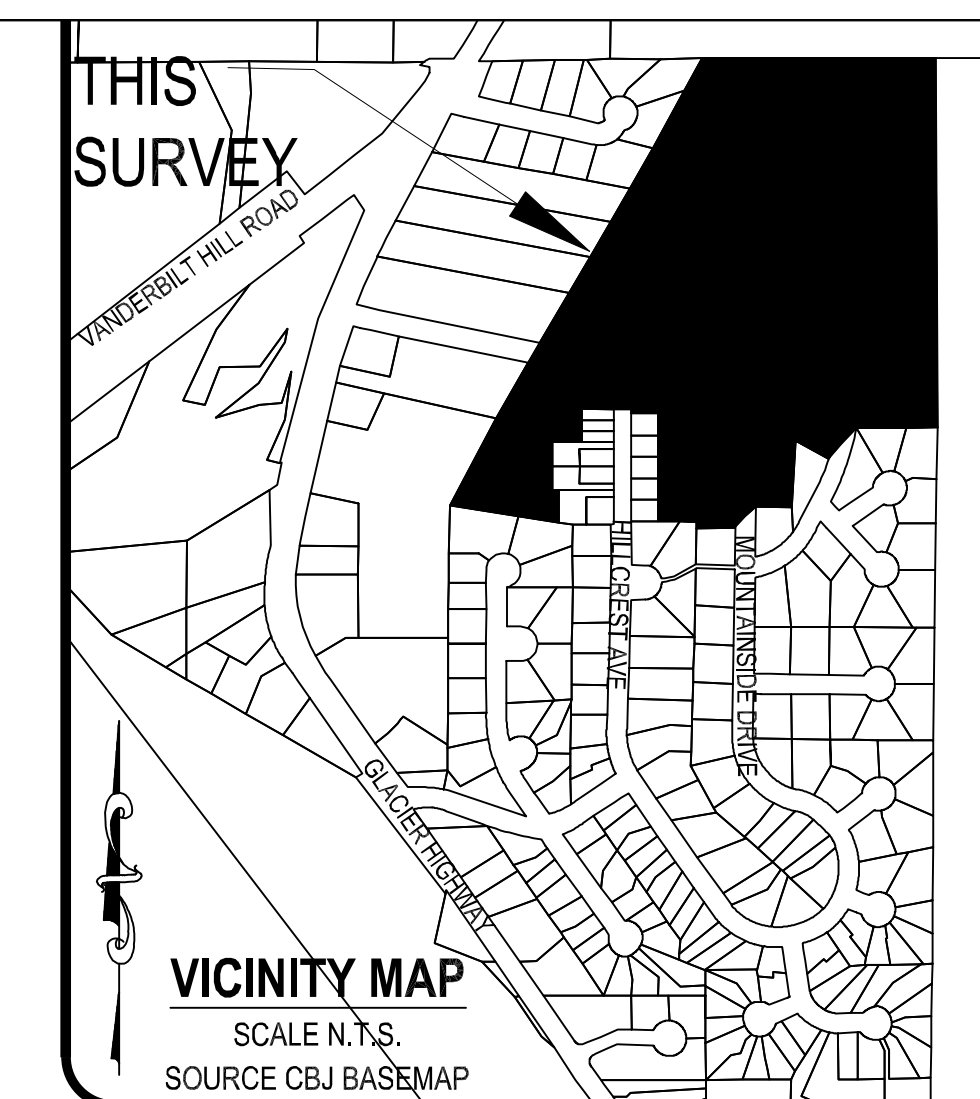 THIS
SURVEY
VANDERBILT HILL ROAD
HILLCREST AVE
MOUNTAINSIDE DRIVE
GLACIER HIGHWAY
VICINITY MAP
SCALE N.T.S.
SOURCE CBJ BASEMAP